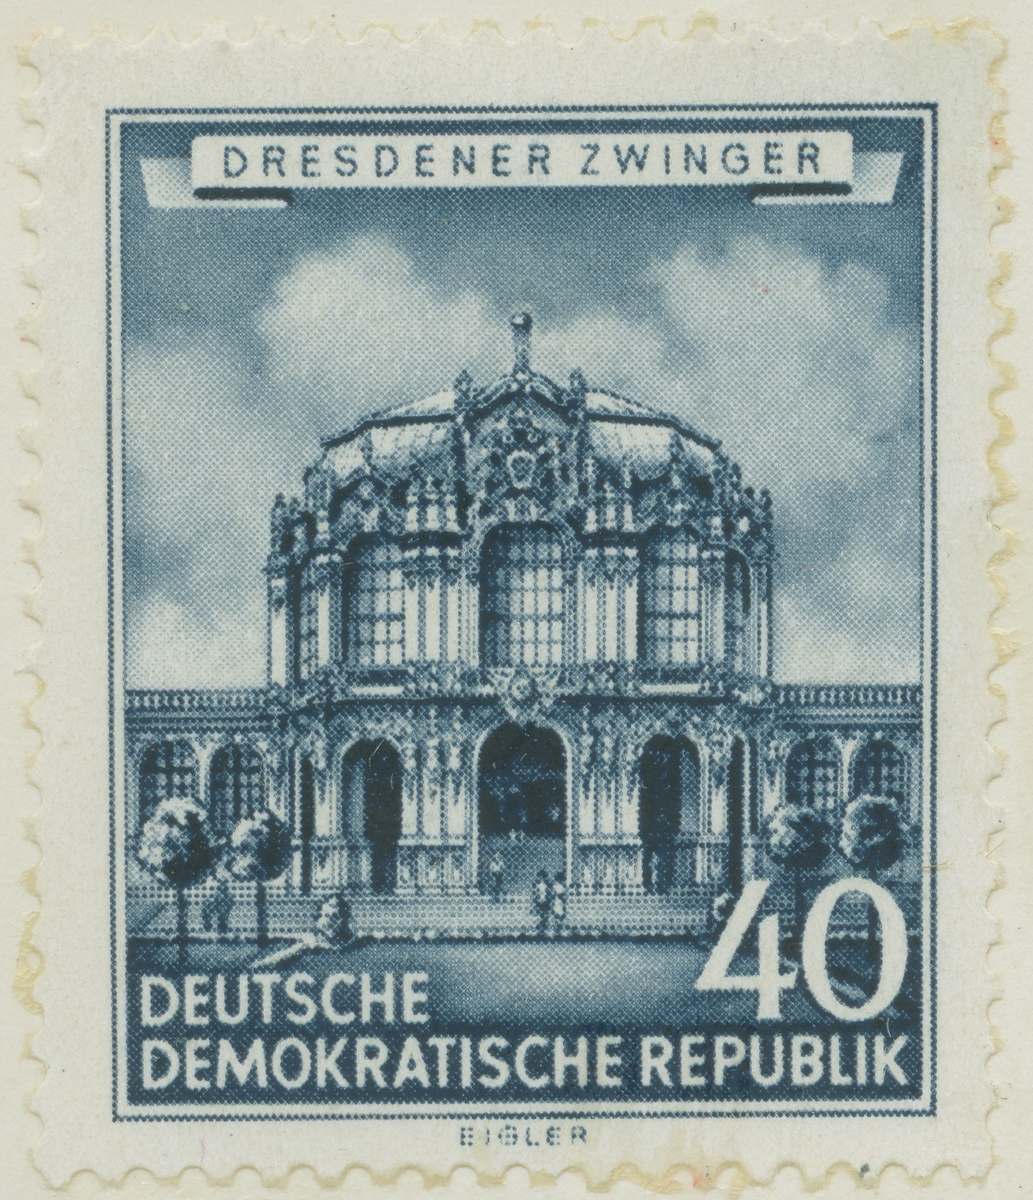 DRESDENER ZWINGER
40
DEUTSCHE
DEMOKRATISCHE REPUBLIK
EIGLER